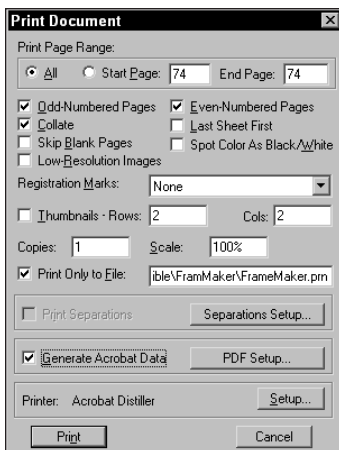 Print Document
Print Page Range:
All Start Page: 74 End Page: 74
Odd-Numbered Pages Even-Numbered Pages
Collate Last Sheet First
Skip Blank Pages Spot Color As Black/White
Low-Resolution Images
Registration Marks: None
Thumbnails - Rows: 2 Cols: 2
Copies: 1 Scale: 100%
Print Only to File: ible\FramMaker\FrameMaker.prn
Print Separations Separations Setup...
Generate Acrobat Data PDF Setup...
Printer: Acrobat Distiller Setup...
Print Cancel